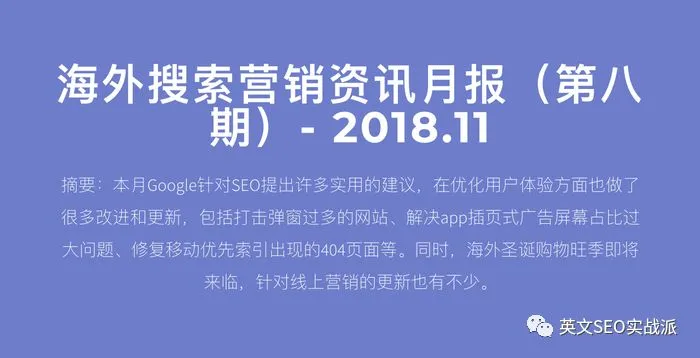 海外搜索营销资讯月报（第八
期）- 2018.11
摘要：本月Google针对SEO提出许多实用的建议，在优化用户体验方面也做了
很多改进和更新，包括打击弹窗过多的网站、解决app插页式广告屏幕占比过
大问题、修复移动优先索引出现的404页面等。同时，海外圣诞购物旺季即将
来临，针对线上营销的更新也有不少。
英文SEO实战派